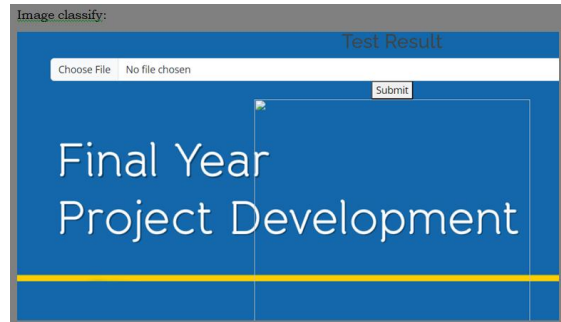 Image classify:
Test Result
Choose File No file chosen
Submit
Final Year
Project Development